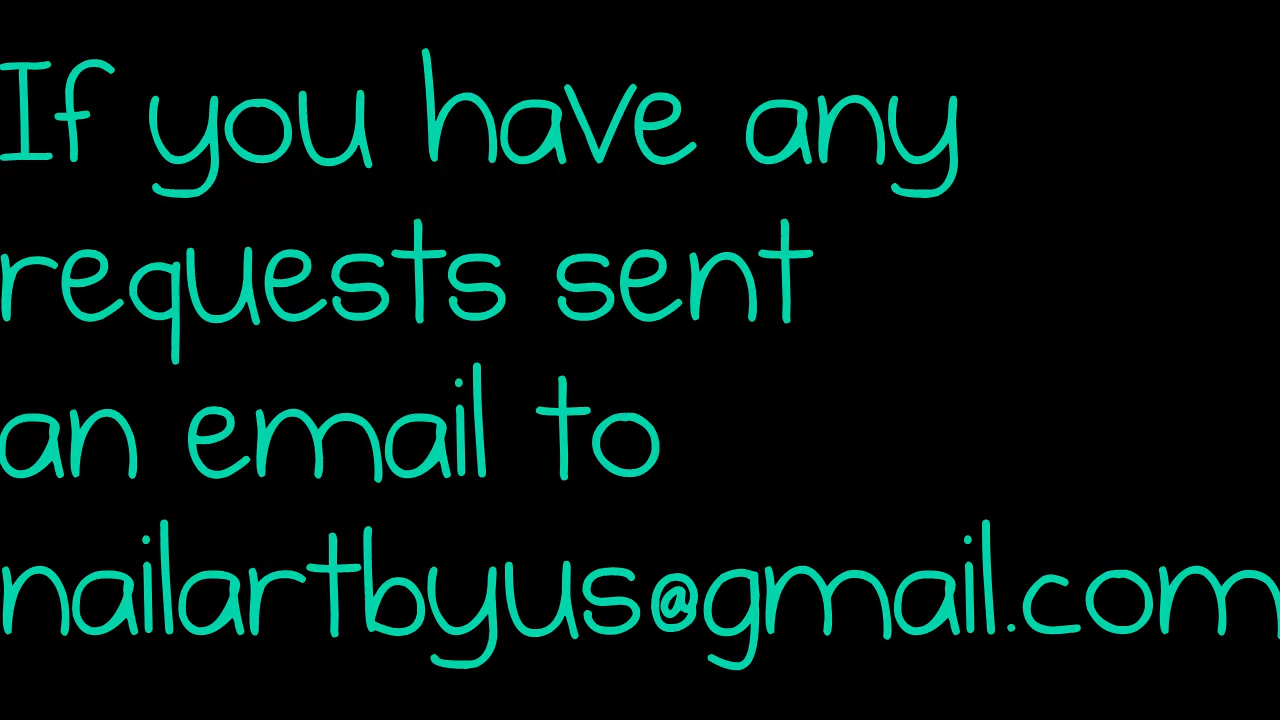 If you have any
requests sent
an email to
nailartbyus@gmail.com